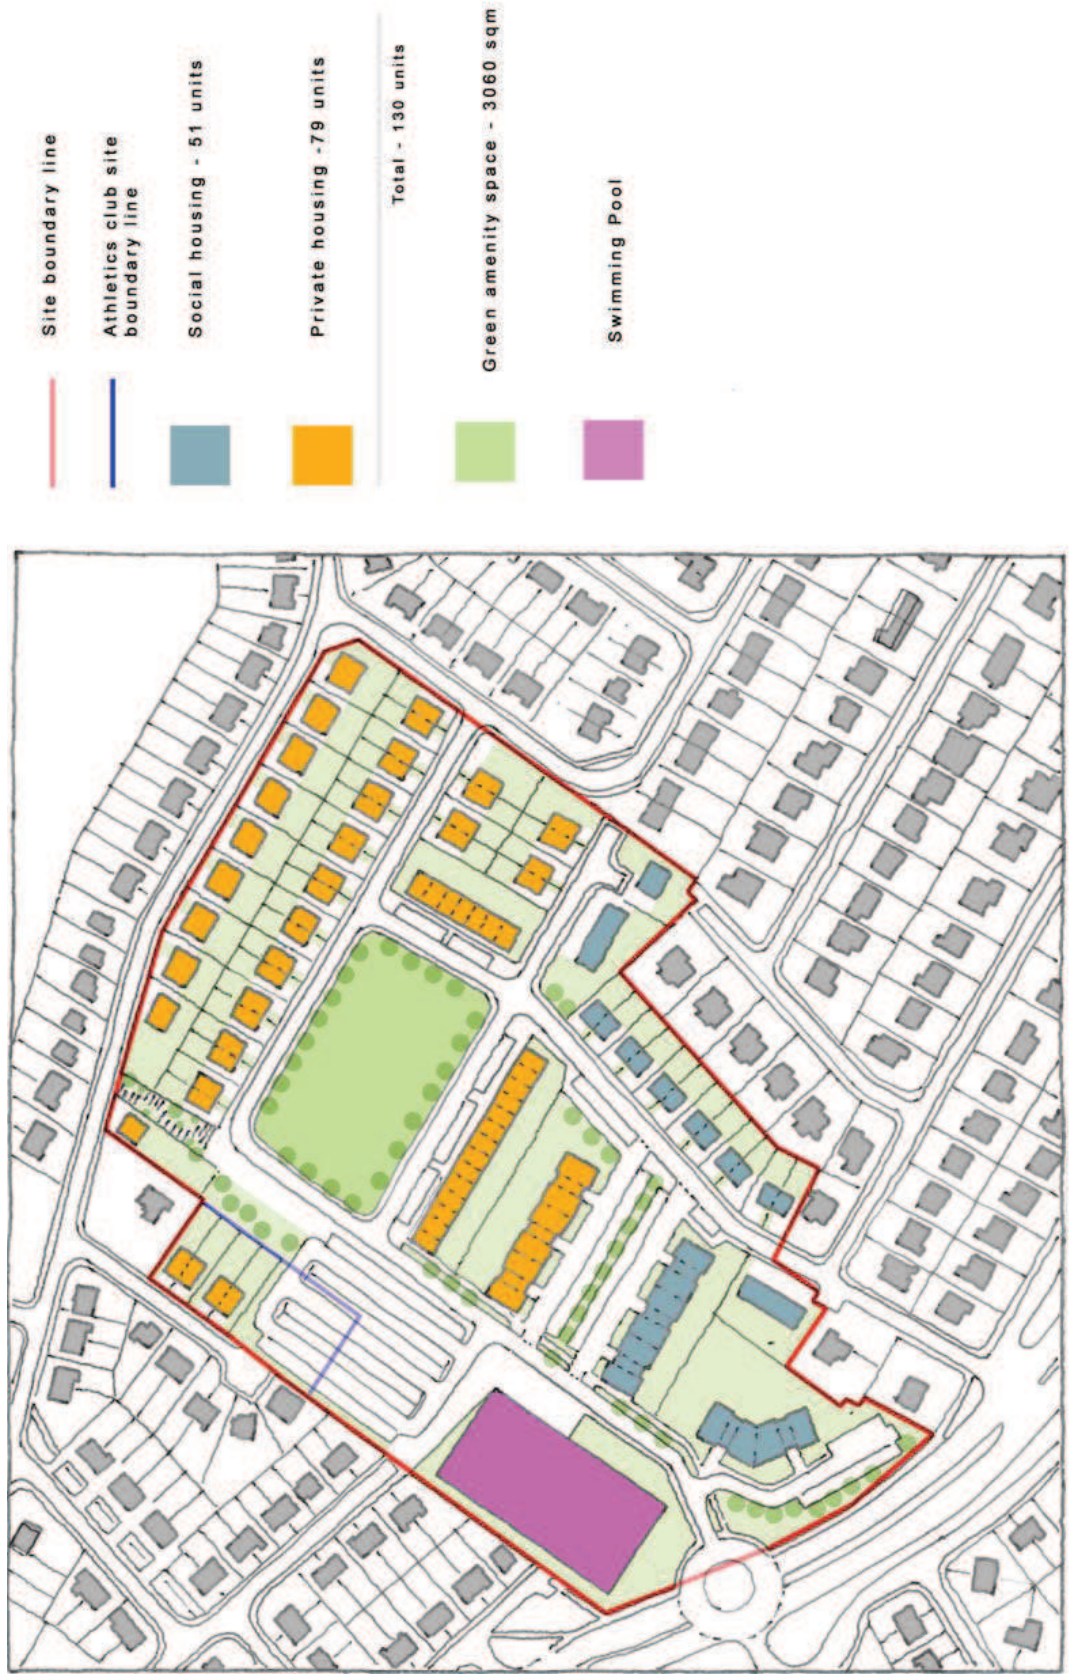 Site boundary line
Athletics club site
boundary line
Social housing - 51 units
Private housing -79 units
Total - 130 units
Green amenity space - 3060 sqm
Swimming Pool